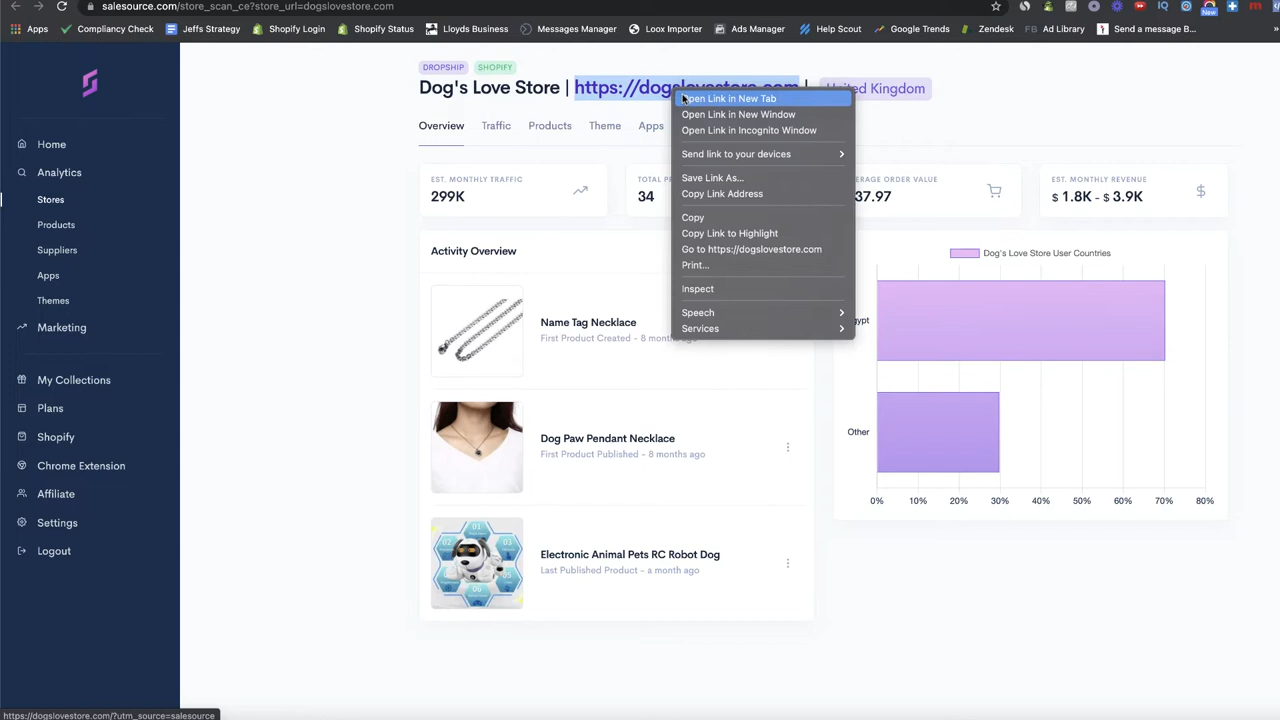 salesource.com/store_scan_ce?store_url=dogslovestore.com
Apps
Compliancy Check
Jeffs Strategy
Shopify Login
Shopify Status
Lloyds Business
Messages Manager
Loox Importer
Ads Manager
Help Scout
Google Trends
Zendesk
Ad Library
Send a message B...
New
Home
Analytics
Stores
Products
Suppliers
Apps
Themes
Marketing
My Collections
Plans
Shopify
Chrome Extension
Affiliate
Settings
Logout
DROPSHIP
SHOPIFY
Dog's Love Store | https://dogslovestore.com |
United Kingdom
Overview
Traffic
Products
Theme
Apps
EST. MONTHLY TRAFFIC
299K
34
37.97
EST. MONTHLY REVENUE
$ 1.8K - $ 3.9K
Open Link in New Tab
Open Link in New Window
Open Link in Incognito Window
Send link to your devices
Save Link As...
Copy Link Address
Copy
Copy Link to Highlight
Go to https://dogslovestore.com
Print...
Inspect
Speech
Services
Activity Overview
Name Tag Necklace
First Product Created - 8 months ago
Dog Paw Pendant Necklace
First Product Published - 8 months ago
Electronic Animal Pets RC Robot Dog
Last Published Product - a month ago
Dog's Love Store User Countries
gypt
Other
0%
10%
20%
30%
40%
50%
60%
70%
80%
https://dogslovestore.com/?utm_source=salesource